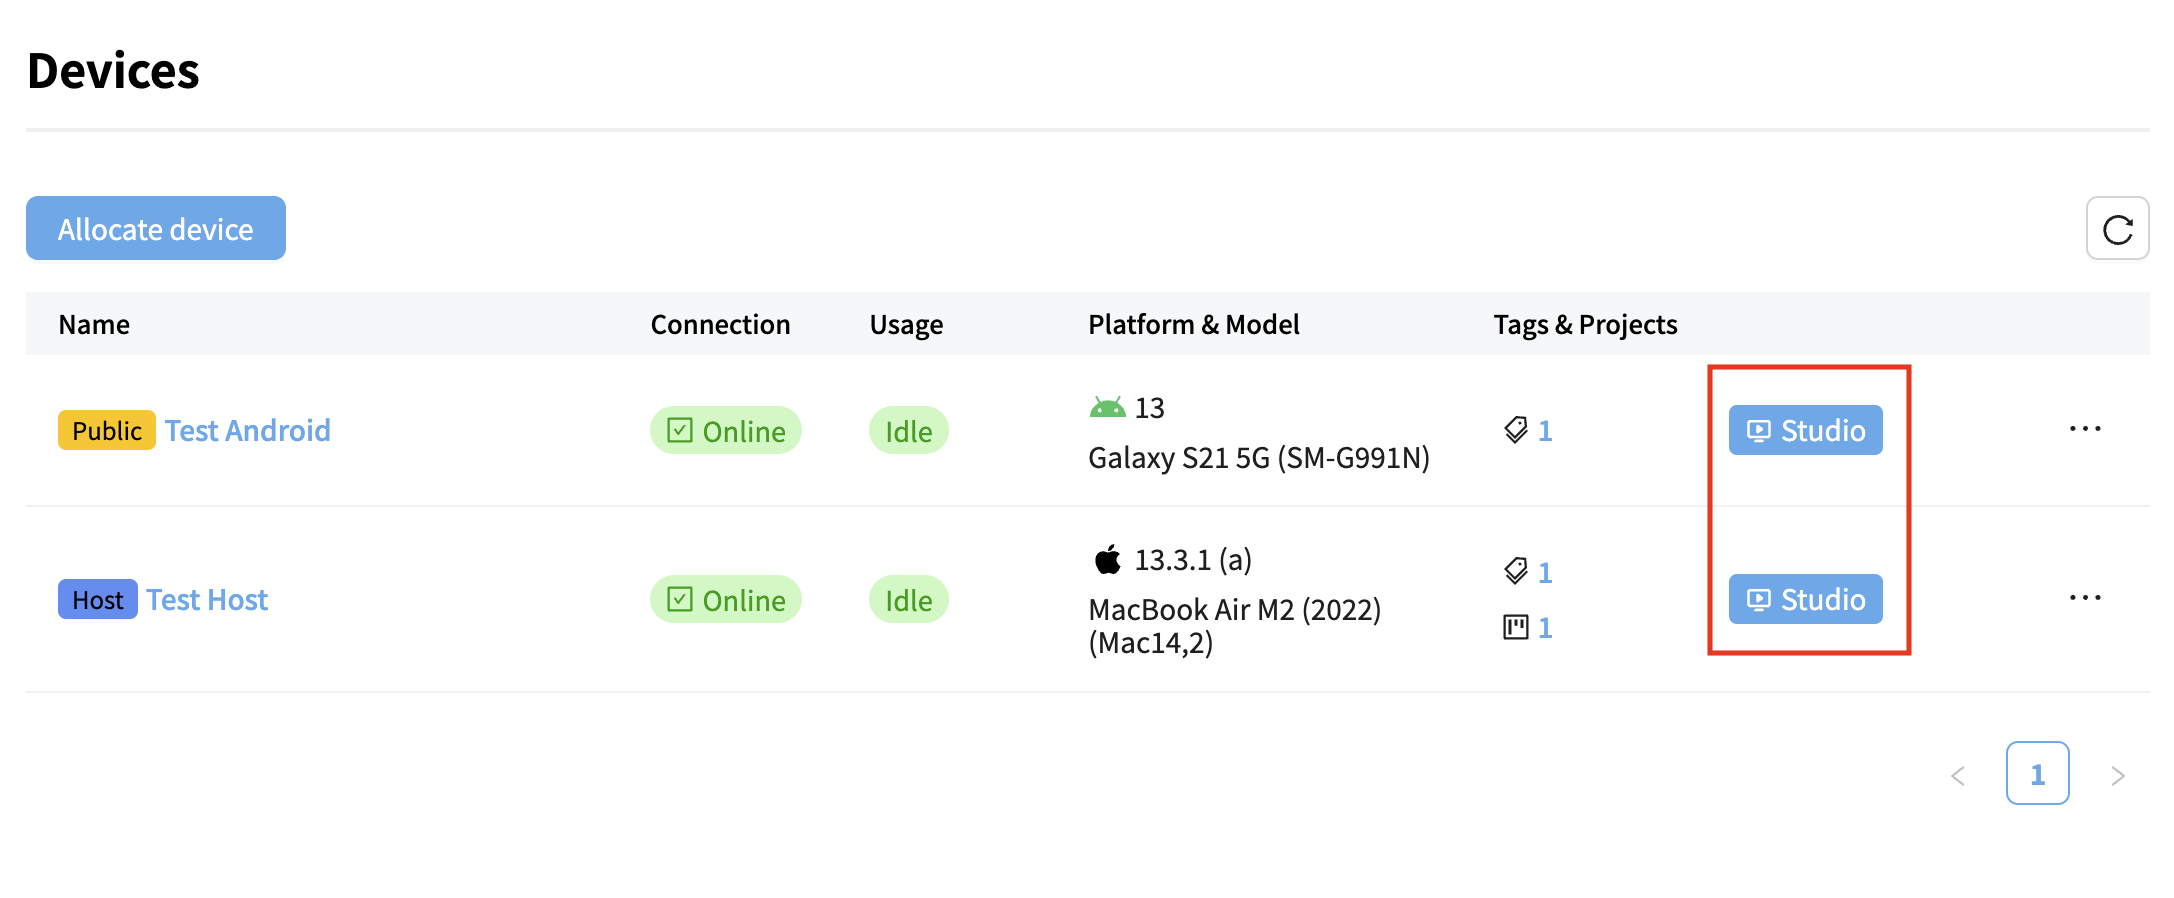 Devices
Allocate device
Name Connection Usage Platform & Model Tags & Projects
Public Test Android Online Idle 13 1 Studio ...
Galaxy S21 5G (SM-G991N)
Host Test Host Online Idle 13.3.1 (a) 1 Studio ...
MacBook Air M2 (2022) 1
(Mac14,2)
< 1 >